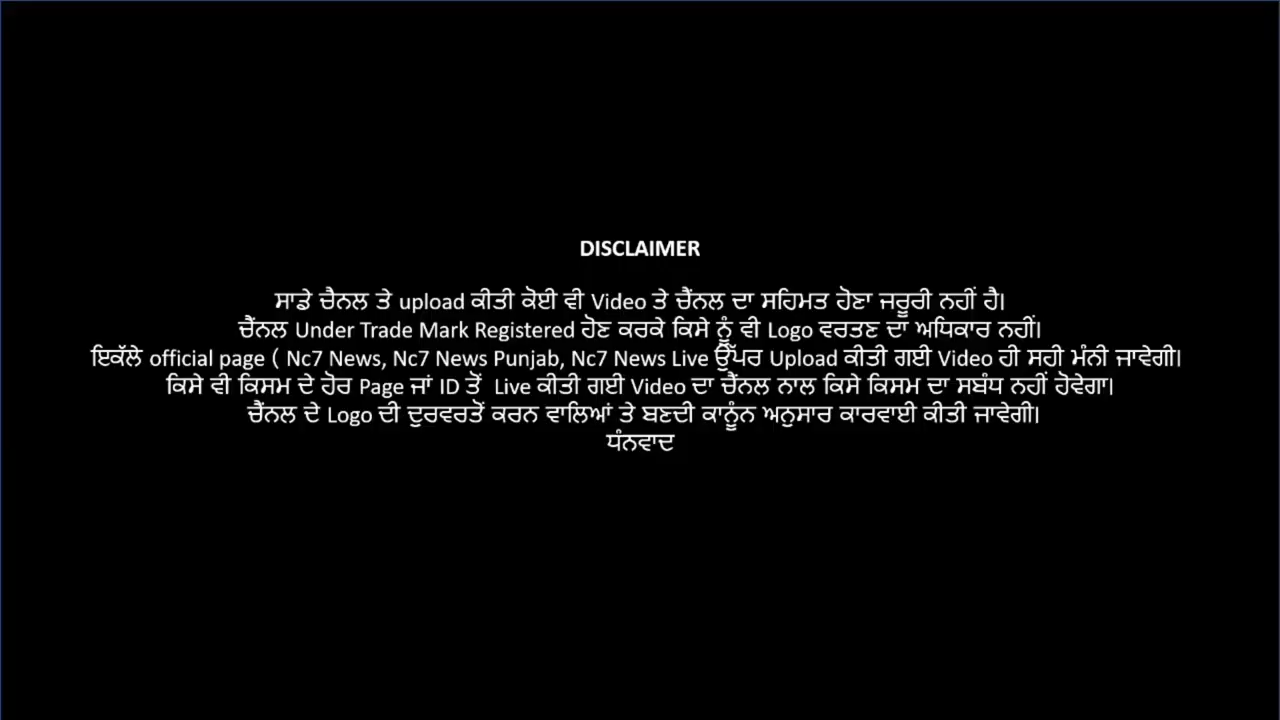 DISCLAIMER
ਸਾਡੇ ਚੈਨਲ ਤੇ upload ਕੀਤੀ ਕੋਈ ਵੀ Video ਤੇ ਚੈਂਨਲ ਦਾ ਸਹਿਮਤ ਹੋਣਾ ਜਰੂਰੀ ਨਹੀਂ ਹੈ।
ਚੈਂਨਲ Under Trade Mark Registered ਹੋਣ ਕਰਕੇ ਕਿਸੇ ਨੂੰ ਵੀ Logo ਵਰਤਣ ਦਾ ਅਧਿਕਾਰ ਨਹੀਂ।
ਇਕੱਲੇ official page ( Nc7 News, Nc7 News Punjab, Nc7 News Live ਉੱਪਰ Upload ਕੀਤੀ ਗਈ Video ਹੀ ਸਹੀ ਮੰਨੀ ਜਾਵੇਗੀ।
ਕਿਸੇ ਵੀ ਕਿਸਮ ਦੇ ਹੋਰ Page ਜਾਂ ID ਤੋਂ Live ਕੀਤੀ ਗਈ Video ਦਾ ਚੈਂਨਲ ਨਾਲ ਕਿਸੇ ਕਿਸਮ ਦਾ ਸਬੰਧ ਨਹੀਂ ਹੋਵੇਗਾ।
ਚੈਂਨਲ ਦੇ Logo ਦੀ ਦੁਰਵਰਤੋਂ ਕਰਨ ਵਾਲਿਆਂ ਤੇ ਬਣਦੀ ਕਾਨੂੰਨ ਅਨੁਸਾਰ ਕਾਰਵਾਈ ਕੀਤੀ ਜਾਵੇਗੀ।
ਧੰਨਵਾਦ